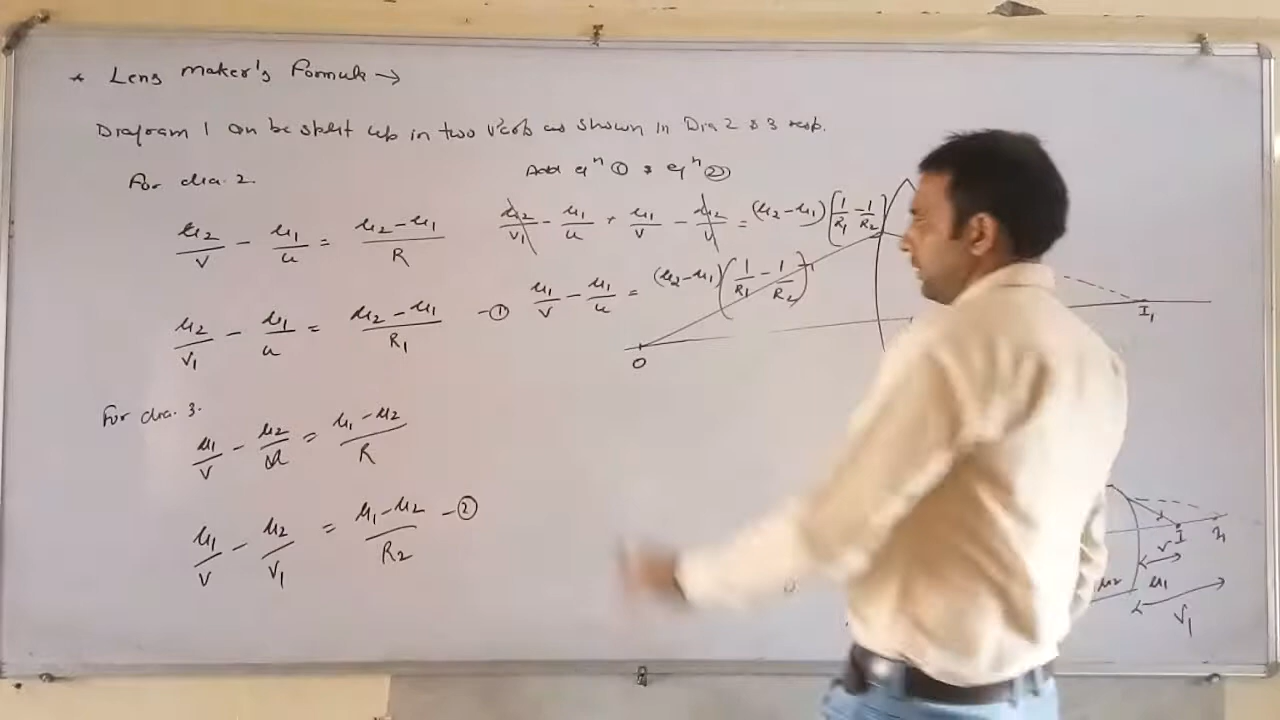 * Lens maker's Formula →
Diagram 1 can be split up in two parts as shown in Dia 2 & 3 resp.
For dia. 2.
μ2/v - μ1/u = μ2-μ1/R
μ2/v1 - μ1/u = μ2-μ1/R1 -①
For dia. 3.
μ1/v - μ2/u = μ1-μ2/R
μ1/v - μ2/v1 = μ1-μ2/R2 -②
Add eqn ① & eqn ②
μ2/v1 - μ1/u + μ1/v - μ2/v = (μ2-μ1)[1/R1 - 1/R2]
μ1/v - μ1/u = (μ2-μ1)(1/R1 - 1/R2)
O
I1
I
v
μ2
μ1
v1